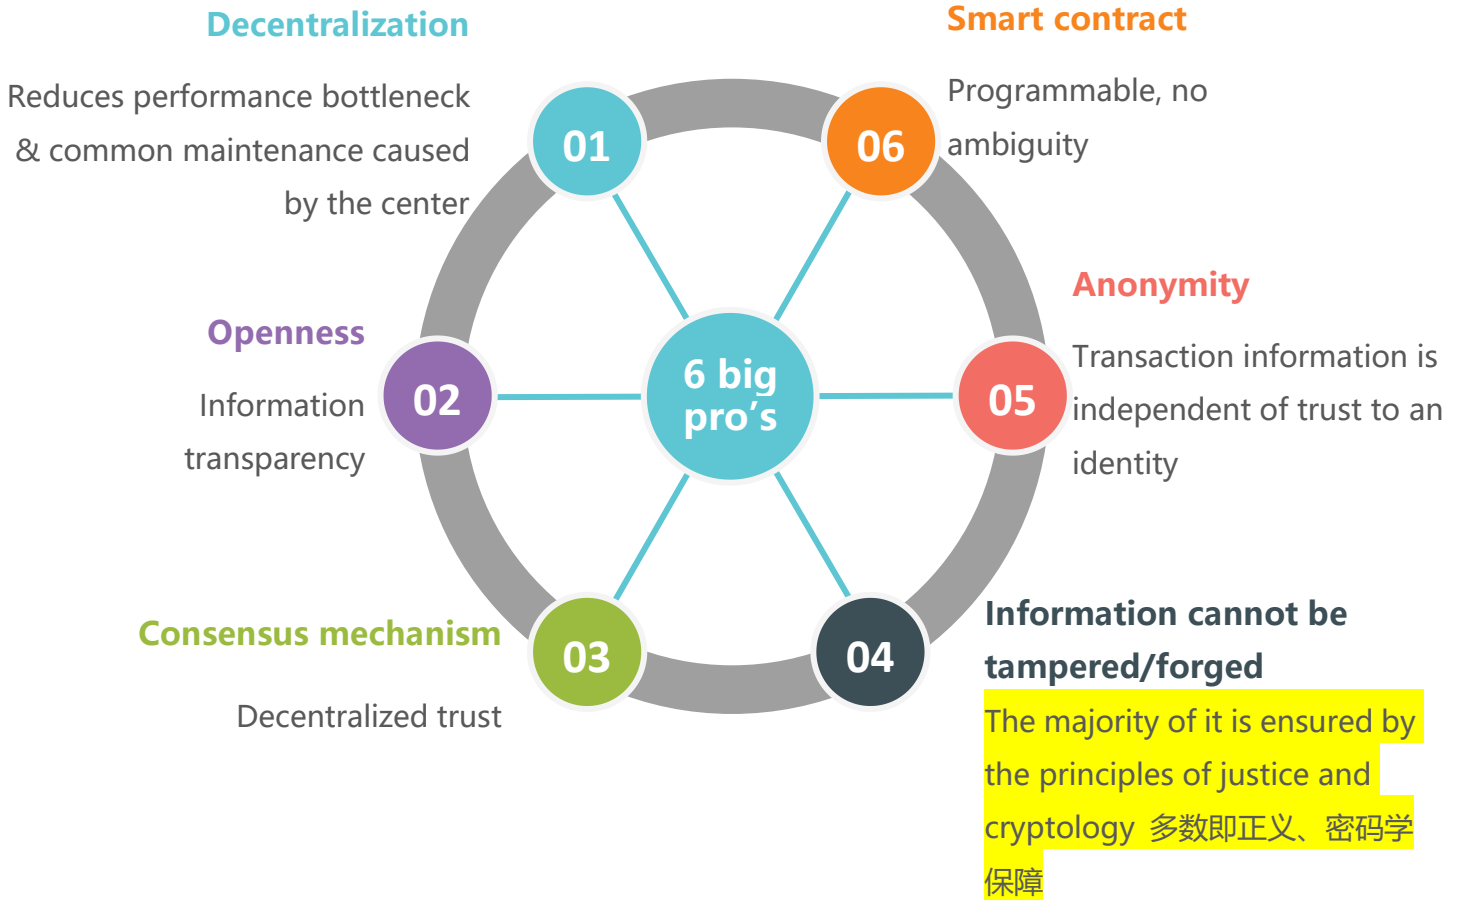 Decentralization
Reduces performance bottleneck
& common maintenance caused
by the center
01
Smart contract
Programmable, no
ambiguity
06
Openness
Information
transparency
02
6 big
pro’s
Anonymity
Transaction information is
independent of trust to an
identity
05
Consensus mechanism
Decentralized trust
03
04
Information cannot be
tampered/forged
The majority of it is ensured by
the principles of justice and
cryptology 多数即正义、密码学
保障